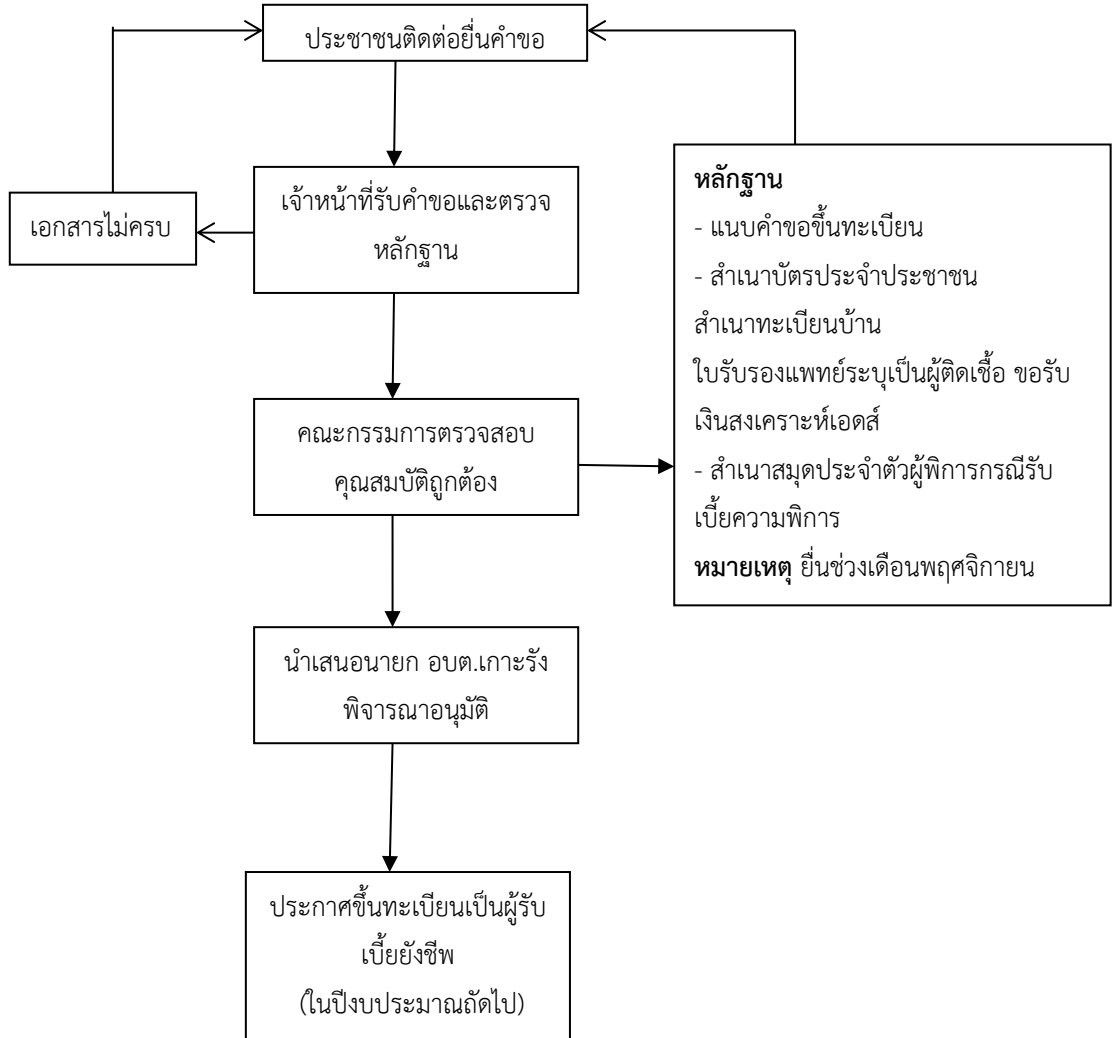 ประชาชนติดต่อยื่นคำขอ
เจ้าหน้าที่รับคำขอและตรวจ
หลักฐาน
เอกสารไม่ครบ
หลักฐาน
- แนบคำขอขึ้นทะเบียน
- สำเนาบัตรประจำประชาชน
สำเนาทะเบียนบ้าน
ใบรับรองแพทย์ระบุเป็นผู้ติดเชื้อ ขอรับ
เงินสงเคราะห์เอดส์
- สำเนาสมุดประจำตัวผู้พิการกรณีรับ
เบี้ยความพิการ
หมายเหตุ ยื่นช่วงเดือนพฤศจิกายน
คณะกรรมการตรวจสอบ
คุณสมบัติถูกต้อง
นำเสนอนายก อบต.เกาะรัง
พิจารณาอนุมัติ
ประกาศขึ้นทะเบียนเป็นผู้รับ
เบี้ยยังชีพ
(ในปีงบประมาณถัดไป)